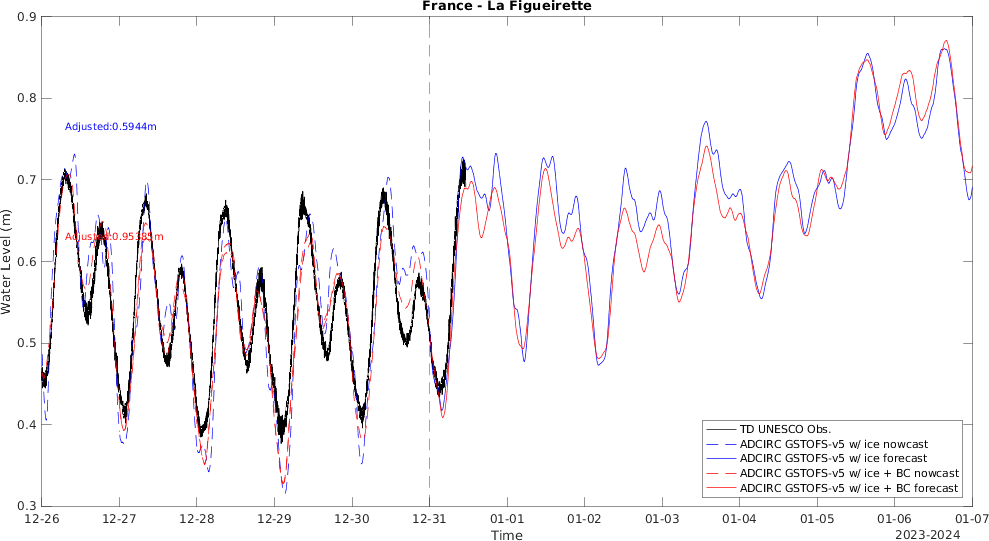 France - La Figueirette
0.9
0.8
0.7
0.6
0.5
0.4
0.3
Water Level (m)
Adjusted:0.5944m
Adjusted:0.95385m
TD UNESCO Obs.
ADCIRC GSTOFS-v5 w/ ice nowcast
ADCIRC GSTOFS-v5 w/ ice forecast
ADCIRC GSTOFS-v5 w/ ice + BC nowcast
ADCIRC GSTOFS-v5 w/ ice + BC forecast
12-26 12-27 12-28 12-29 12-30 12-31 01-01 01-02 01-03 01-04 01-05 01-06 01-07
Time
2023-2024